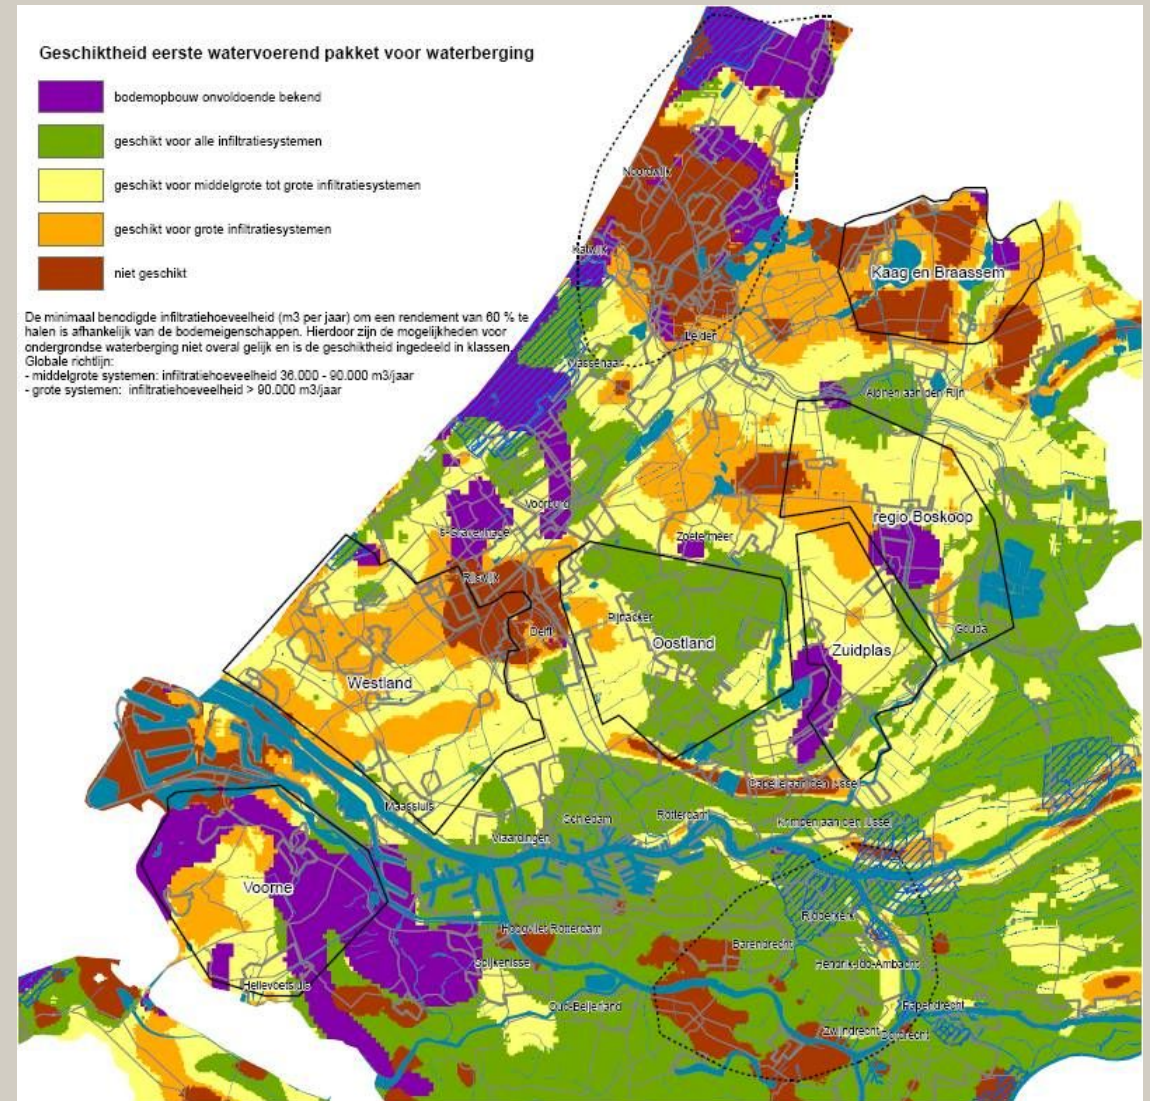 Geschiktheid eerste watervoerend pakket voor waterberging
bodemopbouw onvoldoende bekend
geschikt voor alle infiltratiesystemen
geschikt voor middelgrote tot grote infiltratiesystemen
geschikt voor grote infiltratiesystemen
niet geschikt
De minimaal benodigde infiltratiehoeveelheid (m3 per jaar) om een rendement van 60 % te
halen is afhankelijk van de bodemeigenschappen. Hierdoor zijn de mogelijkheden voor
ondergrondse waterberging niet overal gelijk en is de geschiktheid ingedeeld in klassen.
Globale richtlijn:
- middelgrote systemen: infiltratiehoeveelheid 36.000 - 90.000 m3/jaar
- grote systemen: infiltratiehoeveelheid > 90.000 m3/jaar
Noordwijk
Katwijk
Kaag en Braassem
Leiden
Wassenaar
Alphen aan den Rijn
Voorburg
regio Boskoop
's-Gravenhage
Zoetermeer
Rijswijk
Pijnacker
Delft
Gouda
Oostland
Zuidplas
Westland
Capelle aan den IJssel
Maassluis
Schiedam
Rotterdam
Krimpen aan den IJssel
Vlaardingen
Voorne
Ridderkerk
Hoogvliet Rotterdam
Barendrecht
Spijkenisse
Hendrik-Ido-Ambacht
Hellevoetsluis
Oud-Beijerland
Papendrecht
Zwijndrecht
Dordrecht